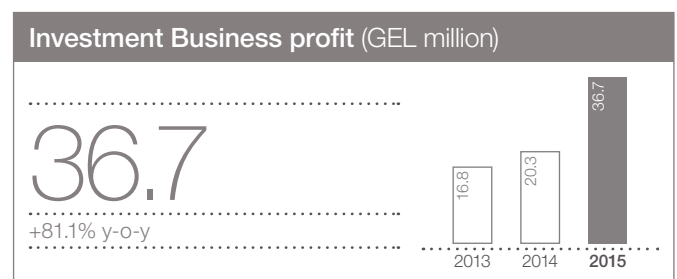 Investment Business profit (GEL million)
36.7
+81.1% y-o-y
16.8
20.3
36.7
2013 2014 2015